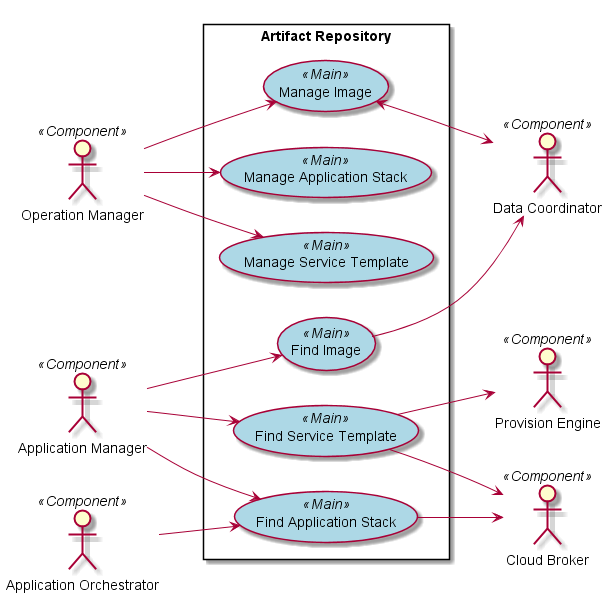 Artifact Repository
«Main»
Manage Image
«Component»
Operation Manager
«Main»
Manage Application Stack
«Component»
Data Coordinator
«Main»
Manage Service Template
«Main»
Find Image
«Component»
Application Manager
«Component»
Provision Engine
«Main»
Find Service Template
«Component»
Application Orchestrator
«Main»
Find Application Stack
«Component»
Cloud Broker